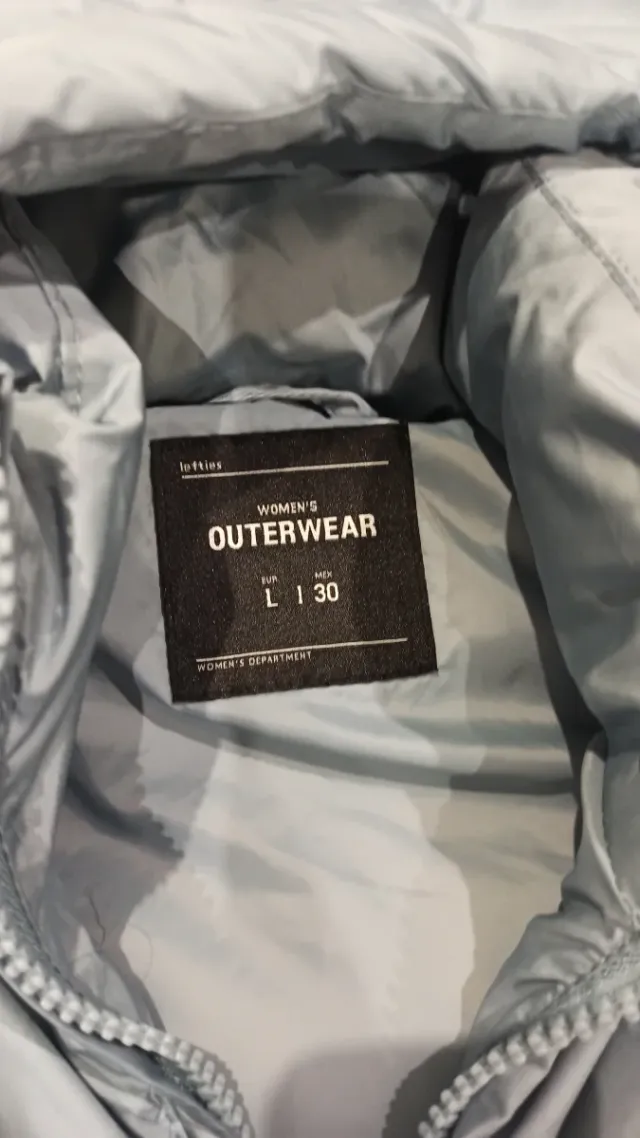 lefties
WOMEN'S
OUTERWEAR
EUR MEX
L | 30
WOMEN'S DEPARTMENT